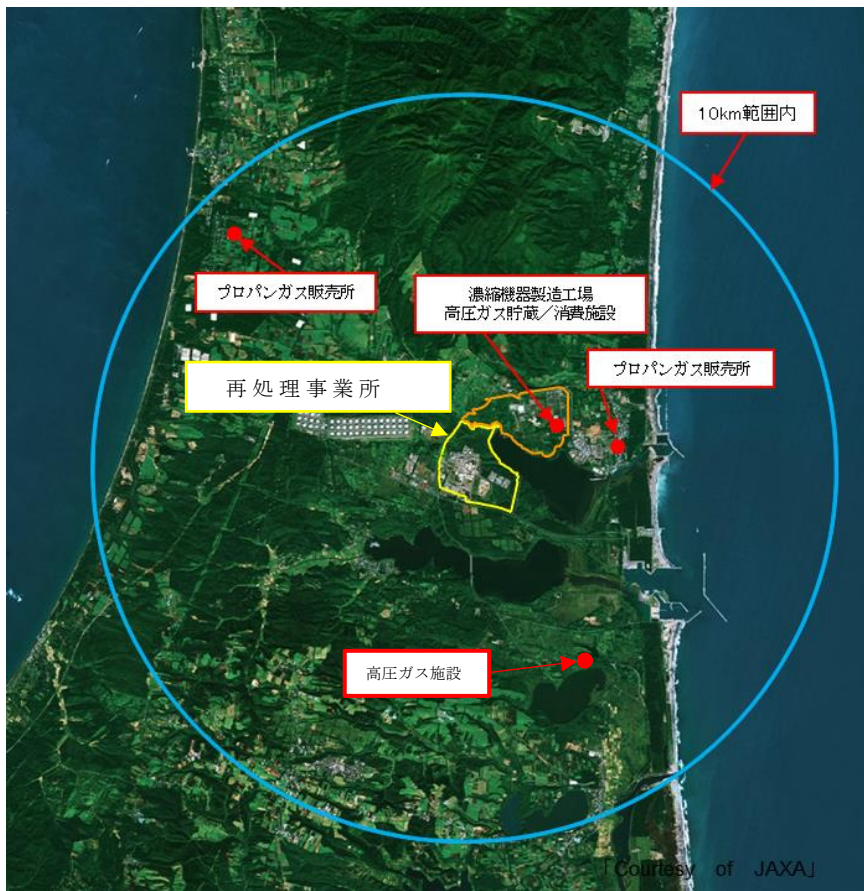 10km範囲内
プロパンガス販売所
濃縮機器製造工場
高圧ガス貯蔵／消費施設
プロパンガス販売所
再処理事業所
高圧ガス施設
「Courtesy of JAXA」